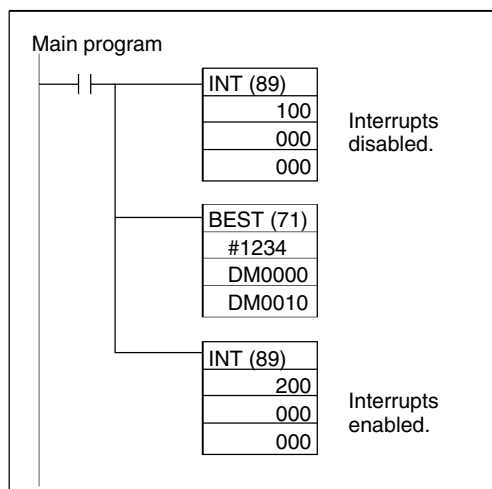 Main program
INT (89)
100
000
000
Interrupts
disabled.
BEST (71)
#1234
DM0000
DM0010
INT (89)
200
000
000
Interrupts
enabled.